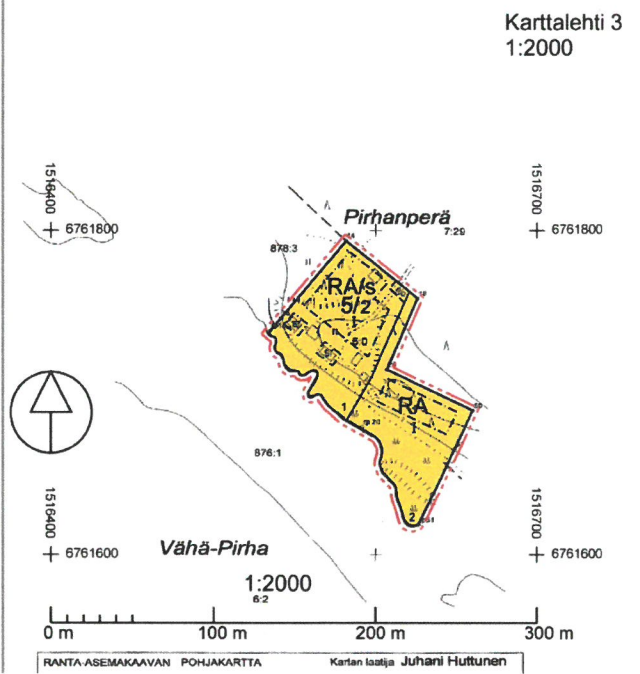 Karttalehti 3
1:2000
1516400
1516700
6761800
6761800
Pirhanperä
7:29
878:3
RA/s
5/2
I
5:0
RA
I
1
2
876:1
1516400
1516700
6761600
6761600
Vähä-Pirha
1:2000
6:2
0 m
100 m
200 m
300 m
RANTA-ASEMAKAAVAN POHJAKARTTA
Kartan laatija Juhani Huttunen